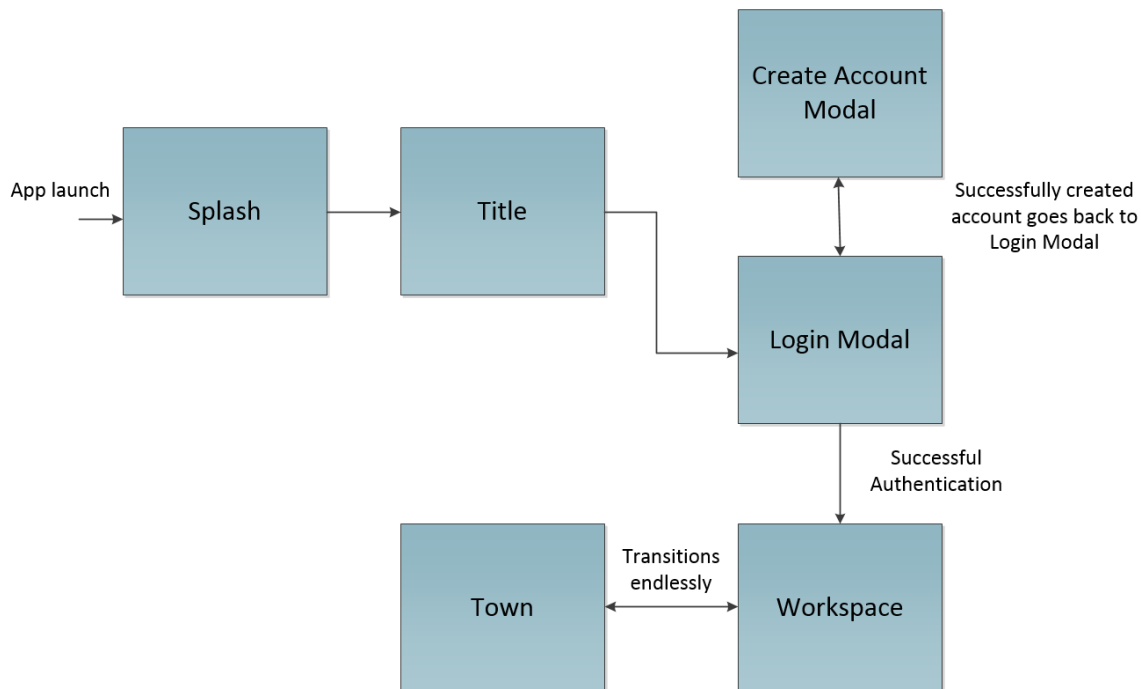 Create Account
Modal
App launch
Splash
Title
Successfully created
account goes back to
Login Modal
Login Modal
Successful
Authentication
Transitions
endlessly
Town
Workspace